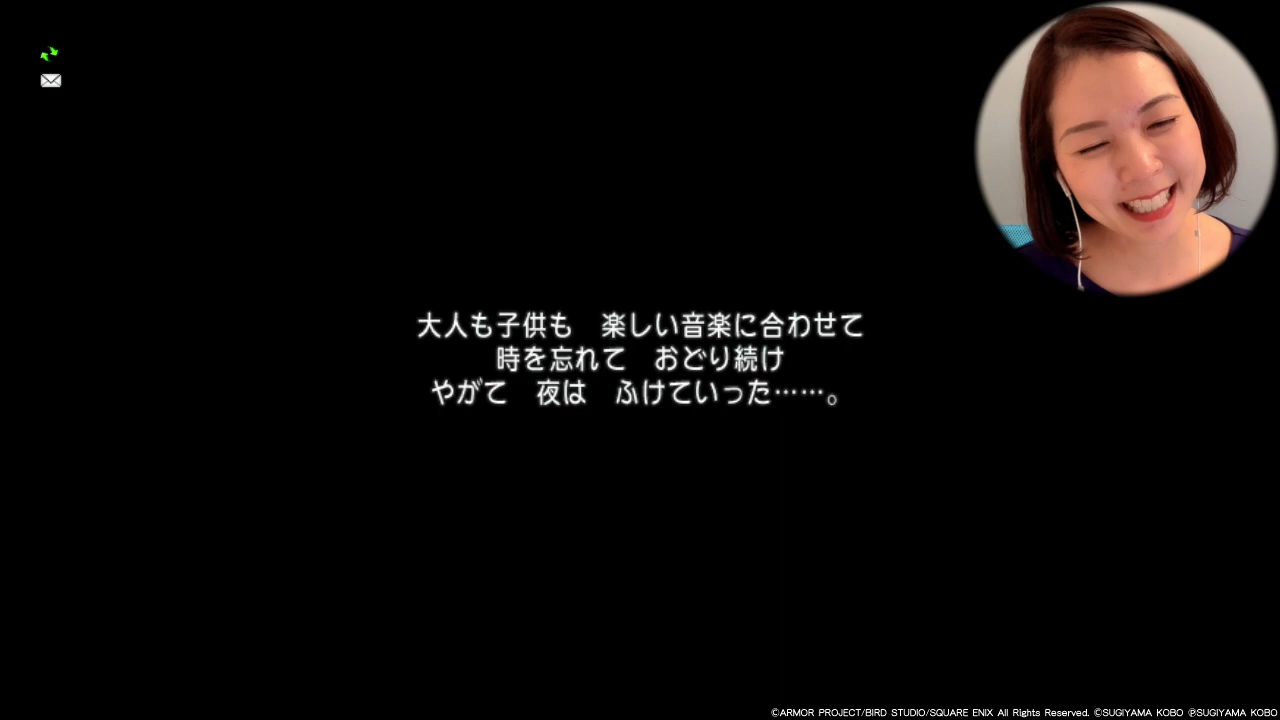 大人も子供も　楽しい音楽に合わせて
時を忘れて　おどり続け
やがて　夜は　ふけていった……。
©ARMOR PROJECT/BIRD STUDIO/SQUARE ENIX All Rights Reserved. ©SUGIYAMA KOBO ℗SUGIYAMA KOBO